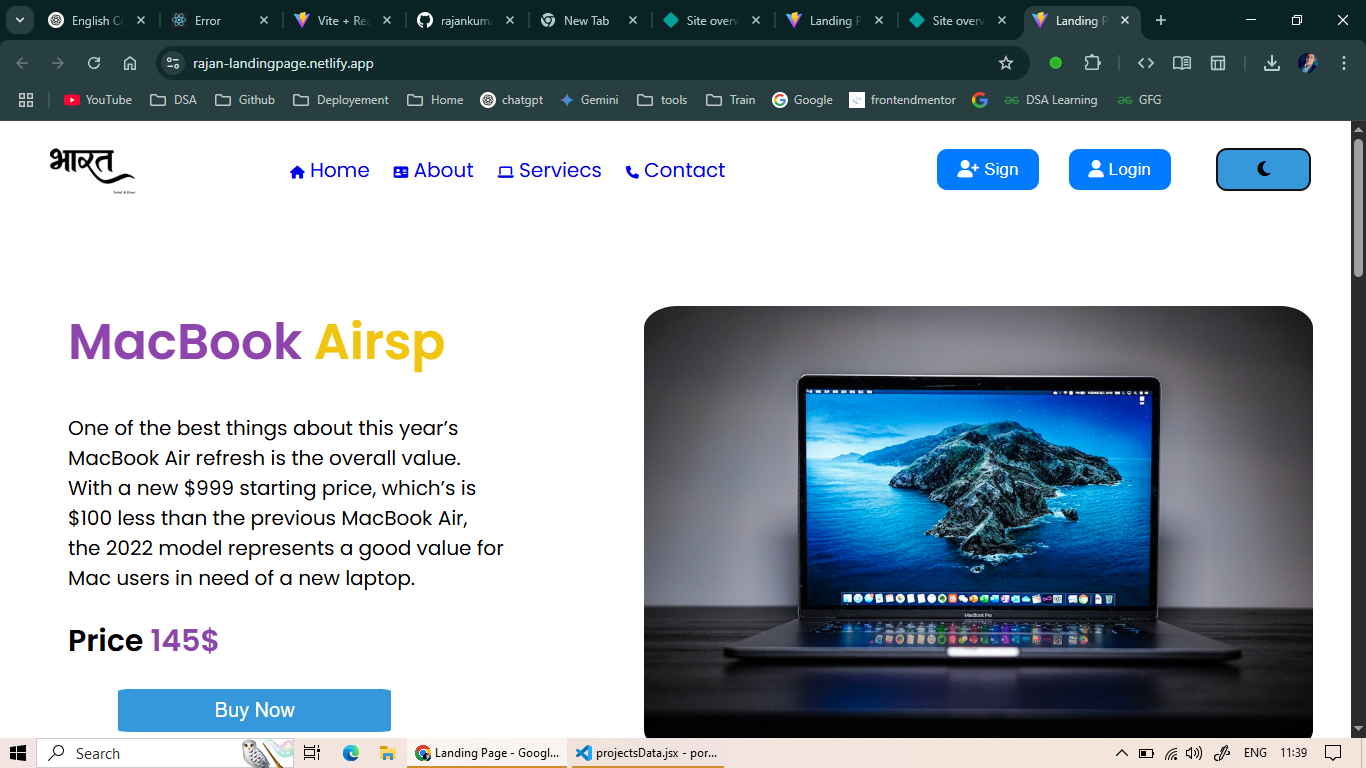 English Co
Error
Vite + Rea
rajankuma
New Tab
Site overv
Landing P
Site overv
Landing P
rajan-landingpage.netlify.app
YouTube
DSA
Github
Deployement
Home
chatgpt
Gemini
tools
Train
Google
frontendmentor
DSA Learning
GFG
भारत
Home
About
Serviecs
Contact
Sign
Login
MacBook Airsp
One of the best things about this year’s
MacBook Air refresh is the overall value.
With a new $999 starting price, which’s is
$100 less than the previous MacBook Air,
the 2022 model represents a good value for
Mac users in need of a new laptop.
Price 145$
Buy Now
MacBook Pro
Search
Landing Page - Googl...
projectsData.jsx - por...
ENG
11:39